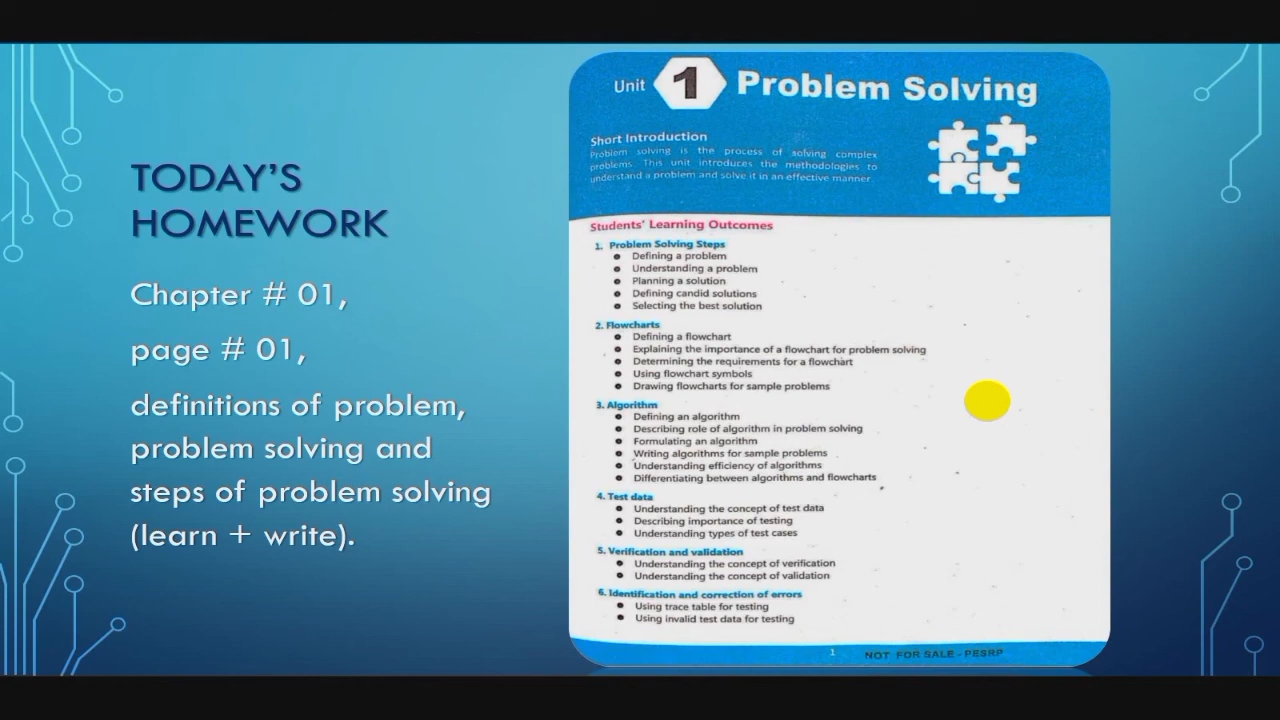 TODAY'S
HOMEWORK
Chapter # 01,
page # 01,
definitions of problem,
problem solving and
steps of problem solving
(learn + write).
Unit 1 Problem Solving
Short Introduction
Problem solving is the process of solving complex
problems. This unit introduces the methodologies to
understand a problem and solve it in an effective manner.
Students' Learning Outcomes
1. Problem Solving Steps
Defining a problem
Understanding a problem
Planning a solution
Defining candid solutions
Selecting the best solution
2. Flowcharts
Defining a flowchart
Explaining the importance of a flowchart for problem solving
Determining the requirements for a flowchart
Using flowchart symbols
Drawing flowcharts for sample problems
3. Algorithm
Defining an algorithm
Describing role of algorithm in problem solving
Formulating an algorithm
Writing algorithms for sample problems
Understanding efficiency of algorithms
Differentiating between algorithms and flowcharts
4. Test data
Understanding the concept of test data
Describing importance of testing
Understanding types of test cases
5. Verification and validation
Understanding the concept of verification
Understanding the concept of validation
6. Identification and correction of errors
Using trace table for testing
Using invalid test data for testing
1 NOT FOR SALE - PESRP